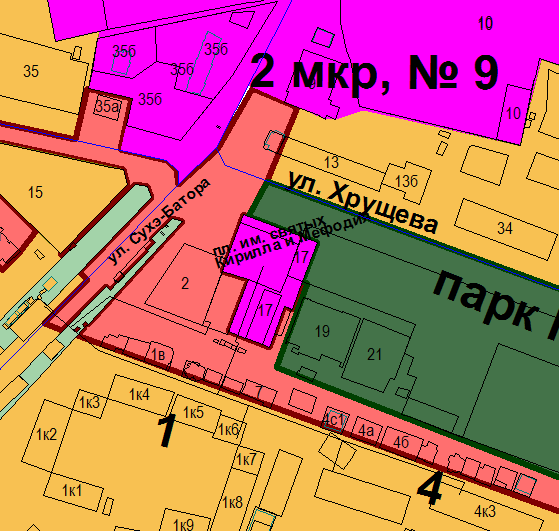 10
35б
35б
35б
35
2 мкр, № 9
35б
35а
10
13
13б
15
ул. Хрущева
ул. Сухэ-Батора
34
пл. им. святых
Кирилла и Мефодия
17
2
парк
17
19
21
1в
1к4
1к3
1к5
4с1
1к6
4а
4б
1к2
1
1к7
4
1к1
1к8
4к3
1к9